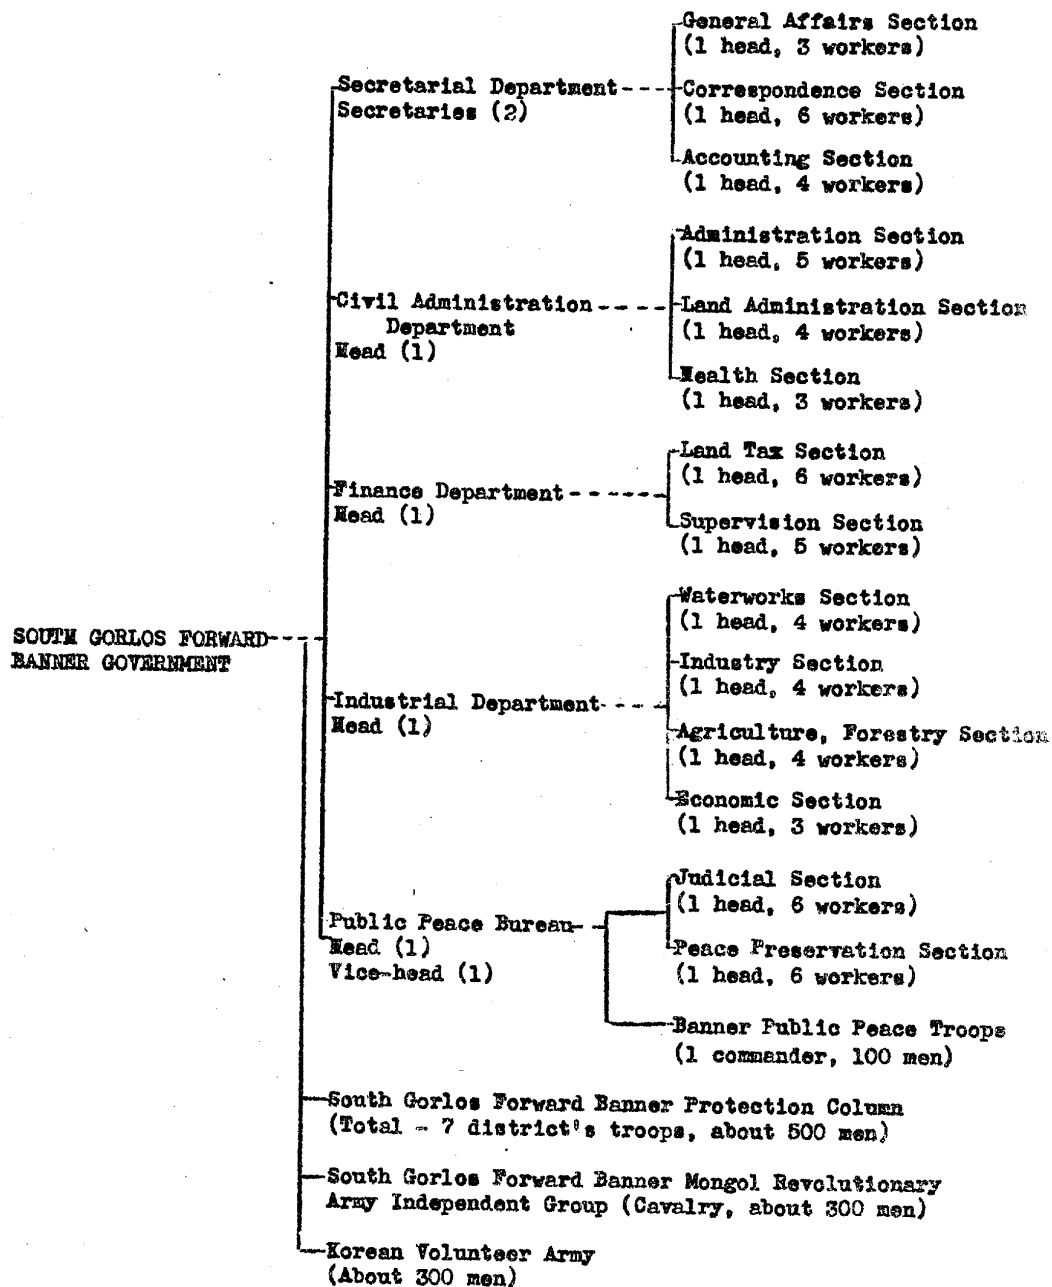 General Affairs Section
(1 head, 3 workers)
Secretarial Department
Secretaries (2)
Correspondence Section
(1 head, 6 workers)
Accounting Section
(1 head, 4 workers)
Administration Section
(1 head, 5 workers)
Civil Administration
Department
Head (1)
Land Administration Section
(1 head, 4 workers)
Health Section
(1 head, 3 workers)
Land Tax Section
(1 head, 6 workers)
Finance Department
Head (1)
Supervision Section
(1 head, 5 workers)
Waterworks Section
(1 head, 4 workers)
SOUTH GORLOS FORWARD
BANNER GOVERNMENT
Industry Section
(1 head, 4 workers)
Industrial Department
Head (1)
Agriculture, Forestry Section
(1 head, 4 workers)
Economic Section
(1 head, 3 workers)
Judicial Section
(1 head, 6 workers)
Public Peace Bureau
Head (1)
Vice-head (1)
Peace Preservation Section
(1 head, 6 workers)
Banner Public Peace Troops
(1 commander, 100 men)
South Gorlos Forward Banner Protection Column
(Total - 7 district's troops, about 500 men)
South Gorlos Forward Banner Mongol Revolutionary
Army Independent Group (Cavalry, about 300 men)
Korean Volunteer Army
(About 300 men)